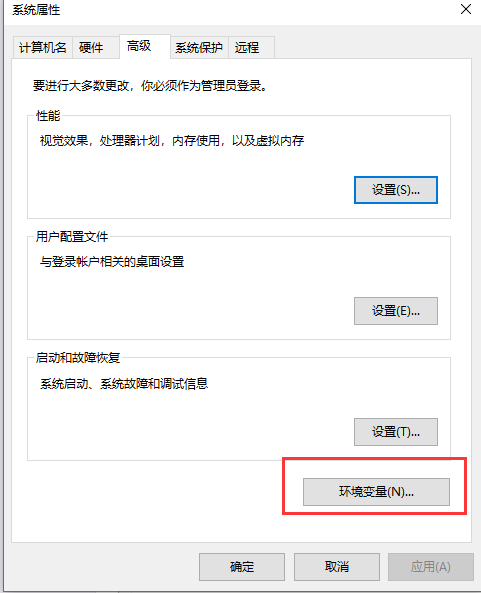 系统属性
计算机名 硬件 高级 系统保护 远程
要进行大多数更改，你必须作为管理员登录。
性能
视觉效果，处理器计划，内存使用，以及虚拟内存
设置(S)...
用户配置文件
与登录帐户相关的桌面设置
设置(E)...
启动和故障恢复
系统启动、系统故障和调试信息
设置(T)...
环境变量(N)...
确定 取消 应用(A)